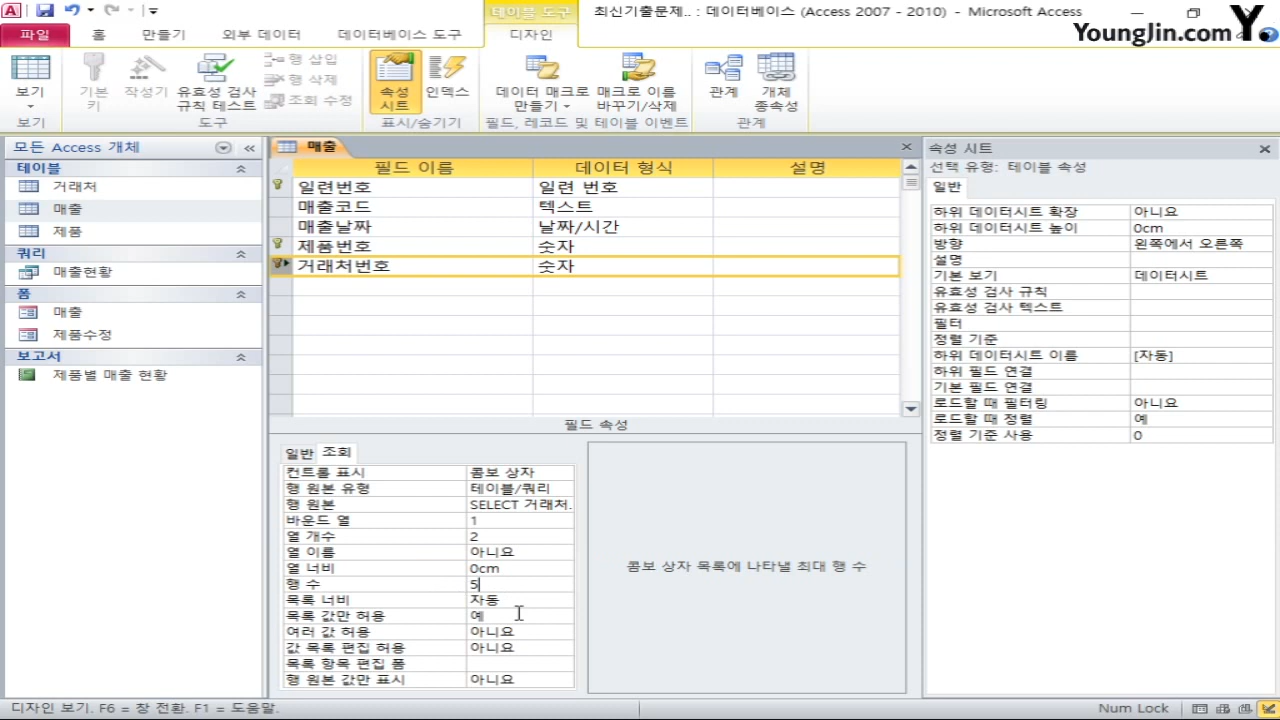 테이블 도구
최신기출문제.. : 데이터베이스 (Access 2007 - 2010) - Microsoft Access
YoungJin.com Y.
파일 홈 만들기 외부 데이터 데이터베이스 도구 디자인
보기
기본 키
작성기
유효성 검사 규칙 테스트
행 삽입
행 삭제
조회 수정
속성 시트
인덱스
데이터 매크로 만들기
매크로 이름 바꾸기/삭제
관계
개체 종속성
보기 도구 표시/숨기기 필드, 레코드 및 테이블 이벤트 관계
모든 Access 개체
테이블
거래처
매출
제품
쿼리
매출현황
폼
매출
제품수정
보고서
제품별 매출 현황
매출
필드 이름 데이터 형식 설명
일련번호 일련 번호
매출코드 텍스트
매출날짜 날짜/시간
제품번호 숫자
거래처번호 숫자
필드 속성
일반 조회
컨트롤 표시 콤보 상자
행 원본 유형 테이블/쿼리
행 원본 SELECT 거래처.
바운드 열 1
열 개수 2
열 이름 아니요
열 너비 0cm
행 수 5
목록 너비 자동
목록 값만 허용 예
여러 값 허용 아니요
값 목록 편집 허용 아니요
목록 항목 편집 폼
행 원본 값만 표시 아니요
콤보 상자 목록에 나타낼 최대 행 수
속성 시트
선택 유형: 테이블 속성
일반
하위 데이터시트 확장 아니요
하위 데이터시트 높이 0cm
방향 왼쪽에서 오른쪽
설명
기본 보기 데이터시트
유효성 검사 규칙
유효성 검사 텍스트
필터
정렬 기준
하위 데이터시트 이름 [자동]
하위 필드 연결
기본 필드 연결
로드할 때 필터링 아니요
로드할 때 정렬 예
정렬 기준 사용 0
디자인 보기. F6 = 창 전환. F1 = 도움말.
Num Lock